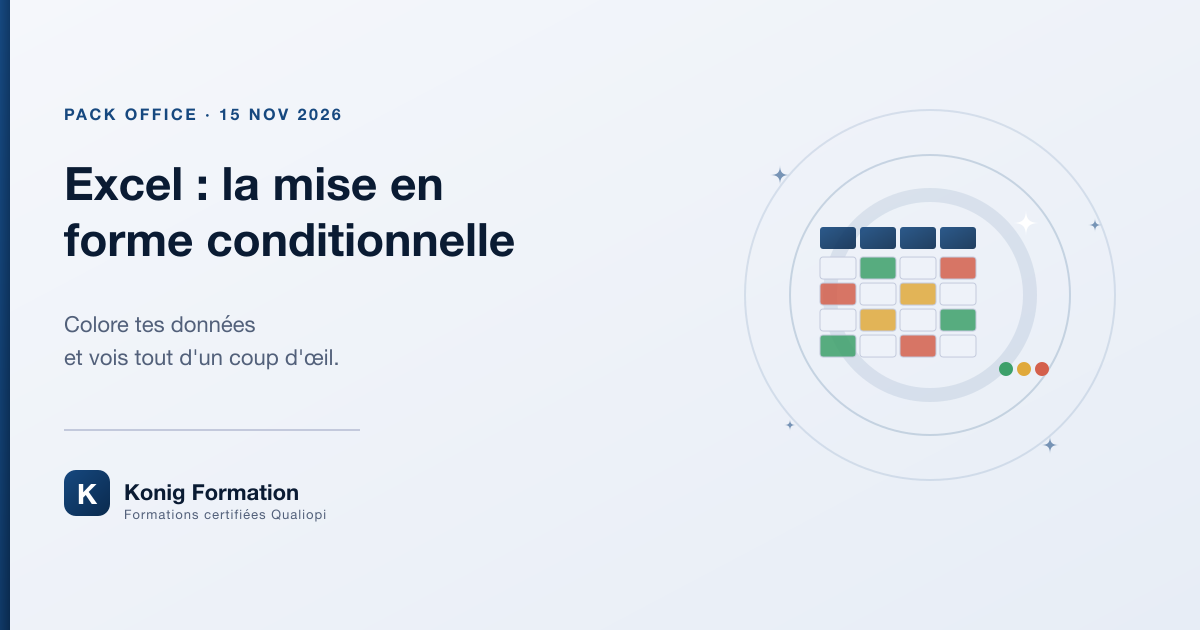 PACK OFFICE · 15 NOV 2026
Excel : la mise en
forme conditionnelle
Colore tes données
et vois tout d'un coup d'œil.
K
Konig Formation
Formations certifiées Qualiopi